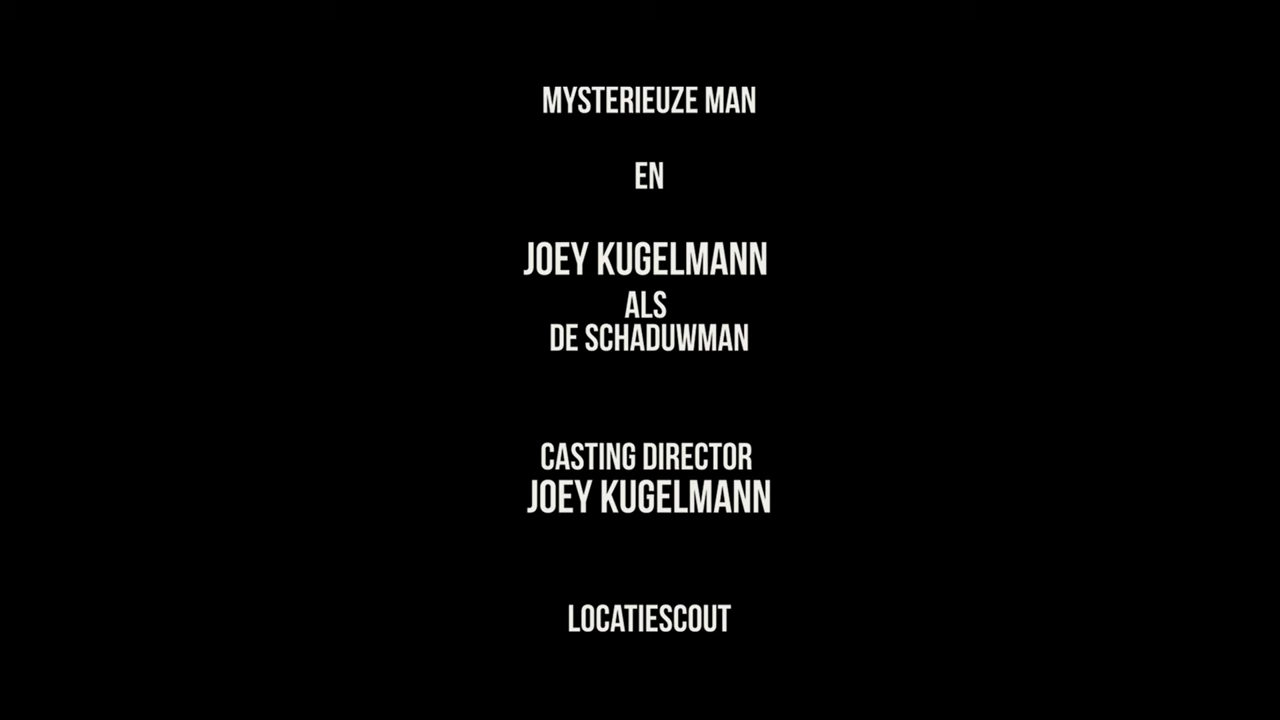 MYSTERIEUZE MAN
EN
JOEY KUGELMANN
ALS
DE SCHADUWMAN
CASTING DIRECTOR
JOEY KUGELMANN
LOCATIESCOUT